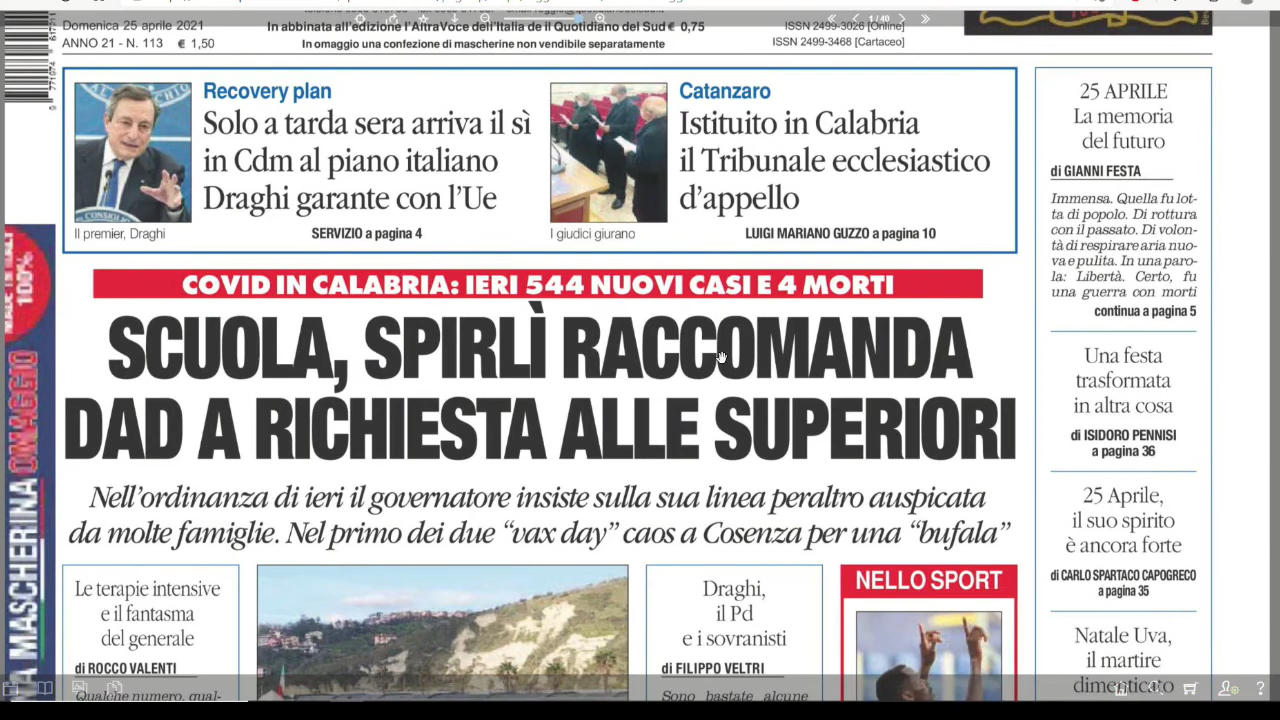 Domenica 25 aprile 2021
ANNO 21 - N. 113 € 1,50
In abbinata all'edizione l'AltraVoce dell'Italia de il Quotidiano del Sud € 0,75
In omaggio una confezione di mascherine non vendibile separatamente
1 / 40
ISSN 2499-3026 [Online]
ISSN 2499-3468 [Cartaceo]
Recovery plan
Solo a tarda sera arriva il sì
in Cdm al piano italiano
Draghi garante con l'Ue
Il premier, Draghi
SERVIZIO a pagina 4
Catanzaro
Istituito in Calabria
il Tribunale ecclesiastico
d'appello
I giudici giurano
LUIGI MARIANO GUZZO a pagina 10
COVID IN CALABRIA: IERI 544 NUOVI CASI E 4 MORTI
SCUOLA, SPIRLÌ RACCOMANDA
DAD A RICHIESTA ALLE SUPERIORI
Nell'ordinanza di ieri il governatore insiste sulla sua linea peraltro auspicata
da molte famiglie. Nel primo dei due “vax day” caos a Cosenza per una “bufala”
Le terapie intensive
e il fantasma
del generale
di ROCCO VALENTI
Qualche numero, qual-
Draghi,
il Pd
e i sovranisti
di FILIPPO VELTRI
Sono bastate alcune
NELLO SPORT
25 APRILE
La memoria
del futuro
di GIANNI FESTA
Immensa. Quella fu lot-
ta di popolo. Di rottura
con il passato. Di volon-
tà di respirare aria nuo-
va e pulita. In una paro-
la: Libertà. Certo, fu
una guerra con morti
continua a pagina 5
Una festa
trasformata
in altra cosa
di ISIDORO PENNISI
a pagina 36
25 Aprile,
il suo spirito
è ancora forte
di CARLO SPARTACO CAPOGRECO
a pagina 35
Natale Uva,
il martire
dimenticato
100%
MASCHERINA OMAGGIO